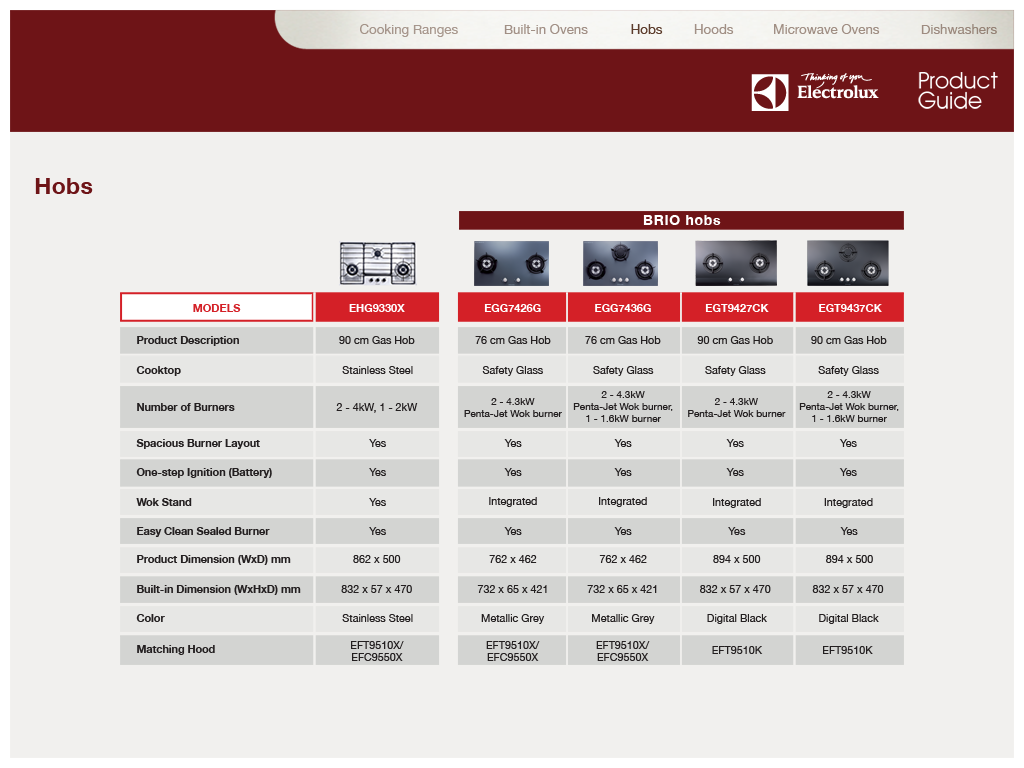 Cooking Ranges Built-in Ovens Hobs Hoods Microwave Ovens Dishwashers
Thinking of you
Electrolux
Product
Guide
Hobs
BRIO hobs
MODELS EHG9330X EGG7426G EGG7436G EGT9427CK EGT9437CK
Product Description 90 cm Gas Hob 76 cm Gas Hob 76 cm Gas Hob 90 cm Gas Hob 90 cm Gas Hob
Cooktop Stainless Steel Safety Glass Safety Glass Safety Glass Safety Glass
Number of Burners 2 - 4kW, 1 - 2kW
2 - 4.3kW
Penta-Jet Wok burner
2 - 4.3kW
Penta-Jet Wok burner,
1 - 1.6kW burner
2 - 4.3kW
Penta-Jet Wok burner
2 - 4.3kW
Penta-Jet Wok burner,
1 - 1.6kW burner
Spacious Burner Layout Yes Yes Yes Yes Yes
One-step Ignition (Battery) Yes Yes Yes Yes Yes
Wok Stand Yes Integrated Integrated Integrated Integrated
Easy Clean Sealed Burner Yes Yes Yes Yes Yes
Product Dimension (WxD) mm 862 x 500 762 x 462 762 x 462 894 x 500 894 x 500
Built-in Dimension (WxHxD) mm 832 x 57 x 470 732 x 65 x 421 732 x 65 x 421 832 x 57 x 470 832 x 57 x 470
Color Stainless Steel Metallic Grey Metallic Grey Digital Black Digital Black
Matching Hood
EFT9510X/
EFC9550X
EFT9510X/
EFC9550X
EFT9510X/
EFC9550X
EFT9510K
EFT9510K